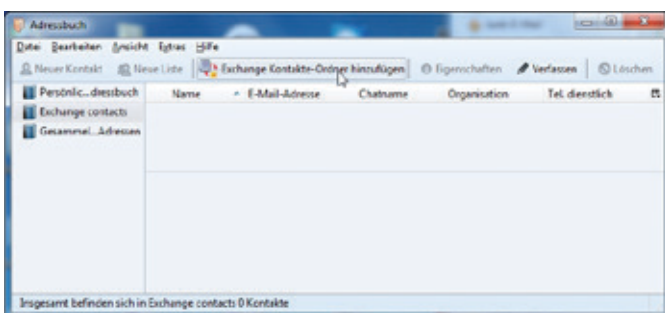 Adressbuch
Datei Bearbeiten Ansicht Extras Hilfe
Neuer Kontakt Neue Liste Exchange Kontakte-Ordner hinzufügen Eigenschaften Verfassen Löschen
Name E-Mail-Adresse Chatname Organisation Tel. dienstlich
Persönlic...dressbuch
Exchange contacts
Gesammel...Adressen
Insgesamt befinden sich in Exchange contacts 0 Kontakte